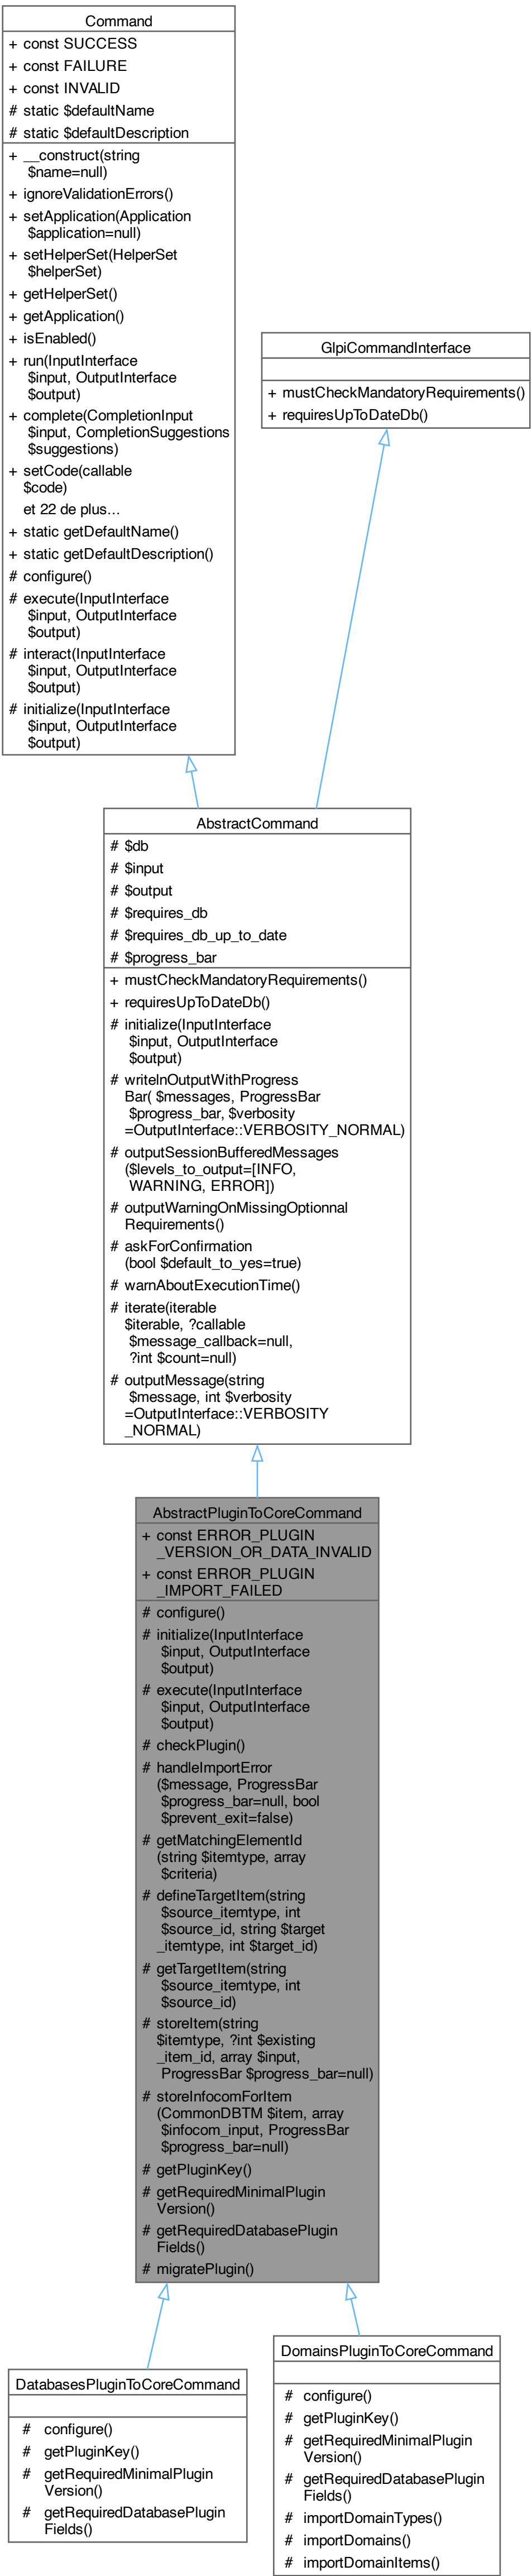 Command
+ const SUCCESS
+ const FAILURE
+ const INVALID
# static $defaultName
# static $defaultDescription
+ __construct(string
$name=null)
+ ignoreValidationErrors()
+ setApplication(Application
$application=null)
+ setHelperSet(HelperSet
$helperSet)
+ getHelperSet()
+ getApplication()
+ isEnabled()
+ run(InputInterface
$input, OutputInterface
$output)
+ complete(CompletionInput
$input, CompletionSuggestions
$suggestions)
+ setCode(callable
$code)
et 22 de plus...
+ static getDefaultName()
+ static getDefaultDescription()
# configure()
# execute(InputInterface
$input, OutputInterface
$output)
# interact(InputInterface
$input, OutputInterface
$output)
# initialize(InputInterface
$input, OutputInterface
$output)
GlpiCommandInterface
+ mustCheckMandatoryRequirements()
+ requiresUpToDateDb()
AbstractCommand
# $db
# $input
# $output
# $requires_db
# $requires_db_up_to_date
# $progress_bar
+ mustCheckMandatoryRequirements()
+ requiresUpToDateDb()
# initialize(InputInterface
$input, OutputInterface
$output)
# writelnOutputWithProgress
Bar( $messages, ProgressBar
$progress_bar, $verbosity
=OutputInterface::VERBOSITY_NORMAL)
# outputSessionBufferedMessages
($levels_to_output=[INFO,
WARNING, ERROR])
# outputWarningOnMissingOptionnal
Requirements()
# askForConfirmation
(bool $default_to_yes=true)
# warnAboutExecutionTime()
# iterate(iterable
$iterable, ?callable
$message_callback=null,
?int $count=null)
# outputMessage(string
$message, int $verbosity
=OutputInterface::VERBOSITY
_NORMAL)
AbstractPluginToCoreCommand
+ const ERROR_PLUGIN
_VERSION_OR_DATA_INVALID
+ const ERROR_PLUGIN
_IMPORT_FAILED
# configure()
# initialize(InputInterface
$input, OutputInterface
$output)
# execute(InputInterface
$input, OutputInterface
$output)
# checkPlugin()
# handleImportError
($message, ProgressBar
$progress_bar=null, bool
$prevent_exit=false)
# getMatchingElementId
(string $itemtype, array
$criteria)
# defineTargetItem(string
$source_itemtype, int
$source_id, string $target
_itemtype, int $target_id)
# getTargetItem(string
$source_itemtype, int
$source_id)
# storeItem(string
$itemtype, ?int $existing
_item_id, array $input,
ProgressBar $progress_bar=null)
# storeInfocomForItem
(CommonDBTM $item, array
$infocom_input, ProgressBar
$progress_bar=null)
# getPluginKey()
# getRequiredMinimalPlugin
Version()
# getRequiredDatabasePlugin
Fields()
# migratePlugin()
DatabasesPluginToCoreCommand
# configure()
# getPluginKey()
# getRequiredMinimalPlugin
Version()
# getRequiredDatabasePlugin
Fields()
DomainsPluginToCoreCommand
# configure()
# getPluginKey()
# getRequiredMinimalPlugin
Version()
# getRequiredDatabasePlugin
Fields()
# importDomainTypes()
# importDomains()
# importDomainItems()